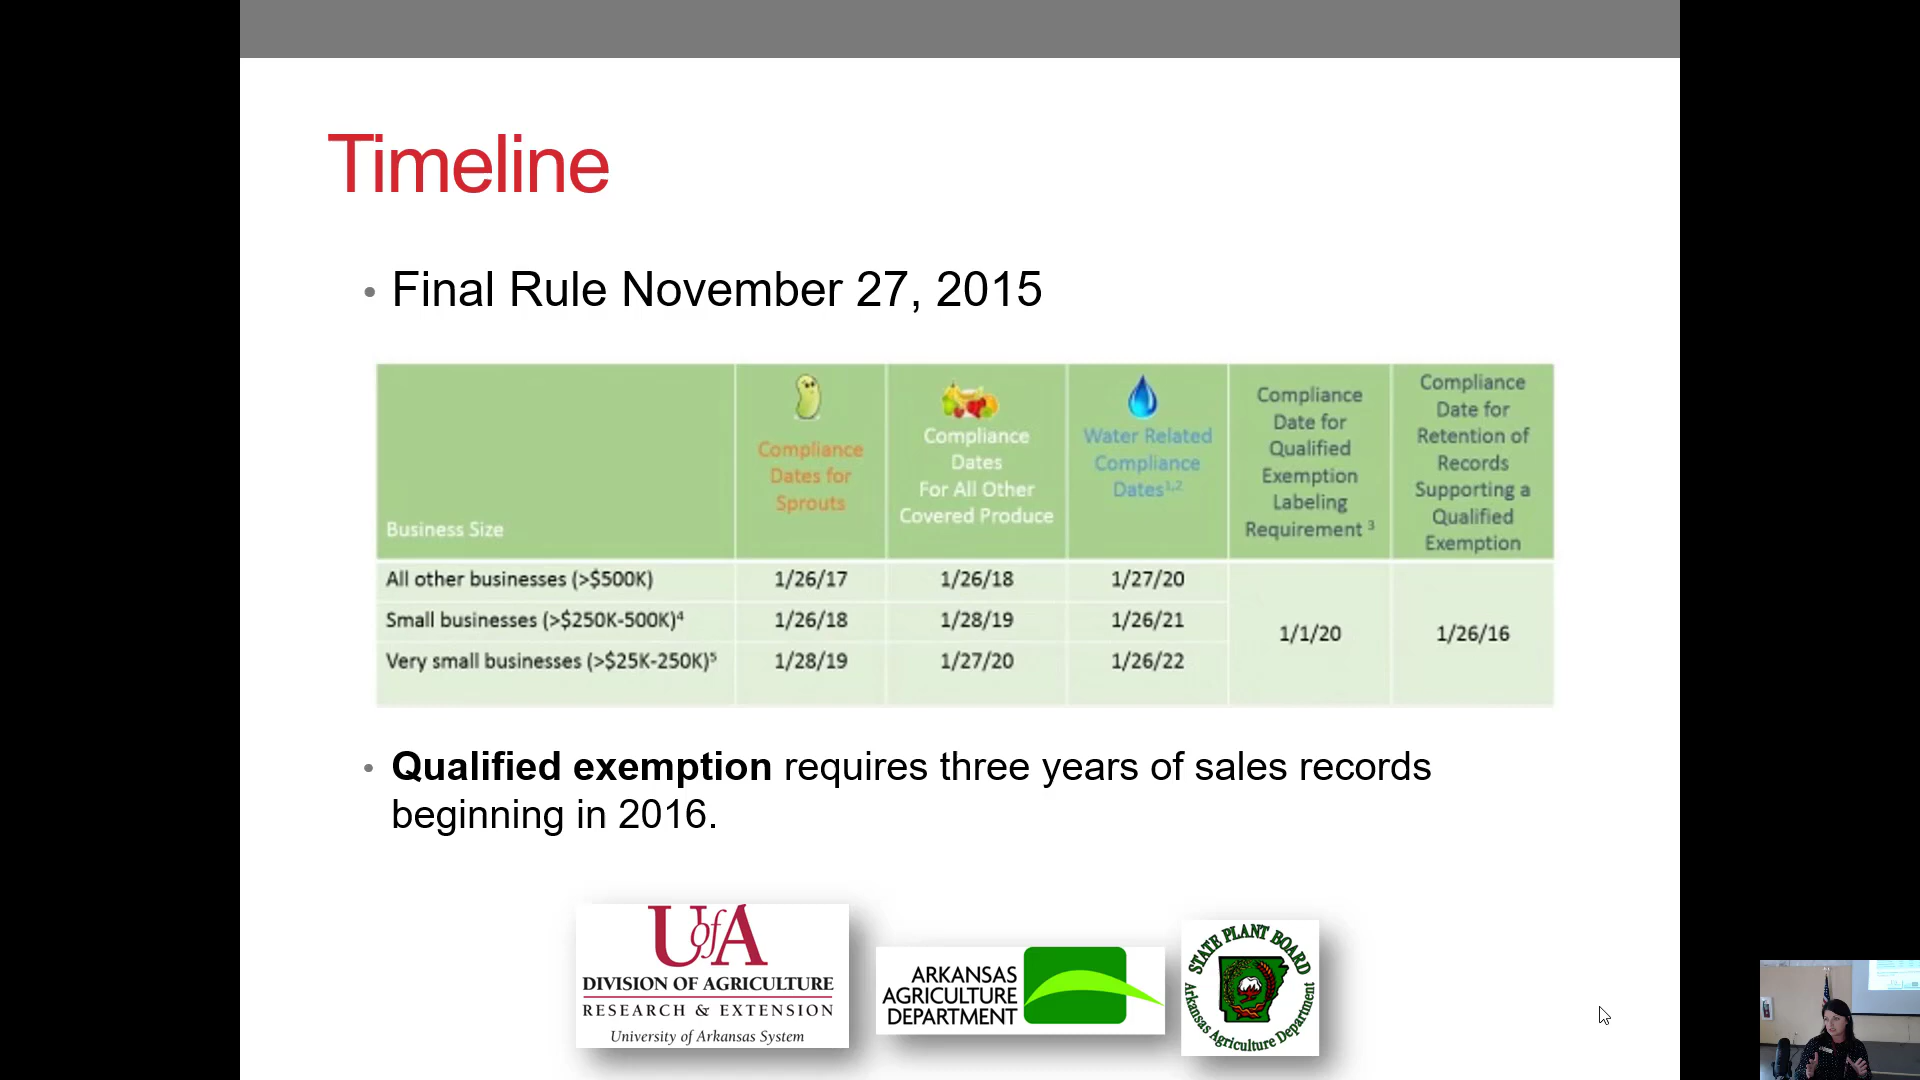 Timeline
• Final Rule November 27, 2015
Business Size
Compliance
Dates for
Sprouts
Compliance
Dates
For All Other
Covered Produce
Water Related
Compliance
Dates1,2
Compliance
Date for
Qualified
Exemption
Labeling
Requirement 3
Compliance
Date for
Retention of
Records
Supporting a
Qualified
Exemption
All other businesses (>$500K) 1/26/17 1/26/18 1/27/20
Small businesses (>$250K-500K)4 1/26/18 1/28/19 1/26/21
1/1/20 1/26/16
Very small businesses (>$25K-250K)5 1/28/19 1/27/20 1/26/22
• Qualified exemption requires three years of sales records
beginning in 2016.
UofA
DIVISION OF AGRICULTURE
RESEARCH & EXTENSION
University of Arkansas System
ARKANSAS
AGRICULTURE
DEPARTMENT
STATE PLANT BOARD
Arkansas Agriculture Department